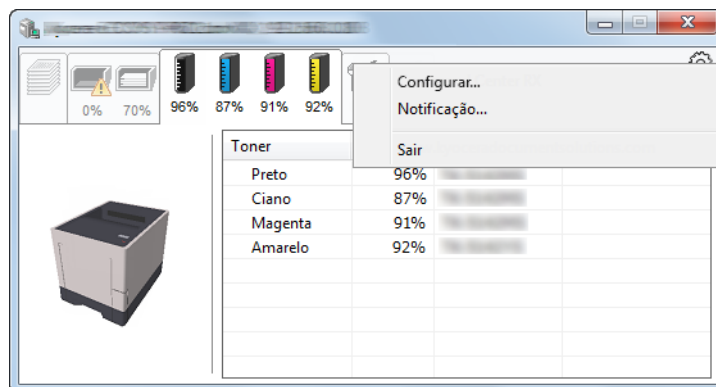 0% 70% 96% 87% 91% 92%
Configurar...
Notificação...
Sair
Toner
Preto 96%
Ciano 87%
Magenta 91%
Amarelo 92%